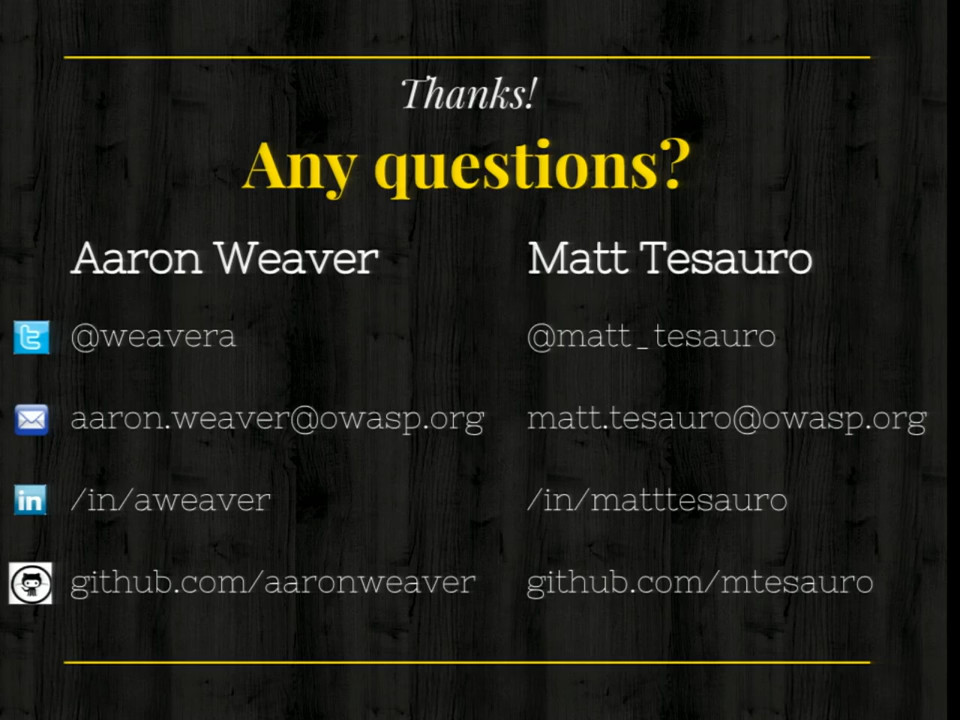 Thanks!
Any questions?
Aaron Weaver
Matt Tesauro
@weavera
@matt_tesauro
aaron.weaver@owasp.org
matt.tesauro@owasp.org
/in/aweaver
/in/matttesauro
github.com/aaronweaver
github.com/mtesauro